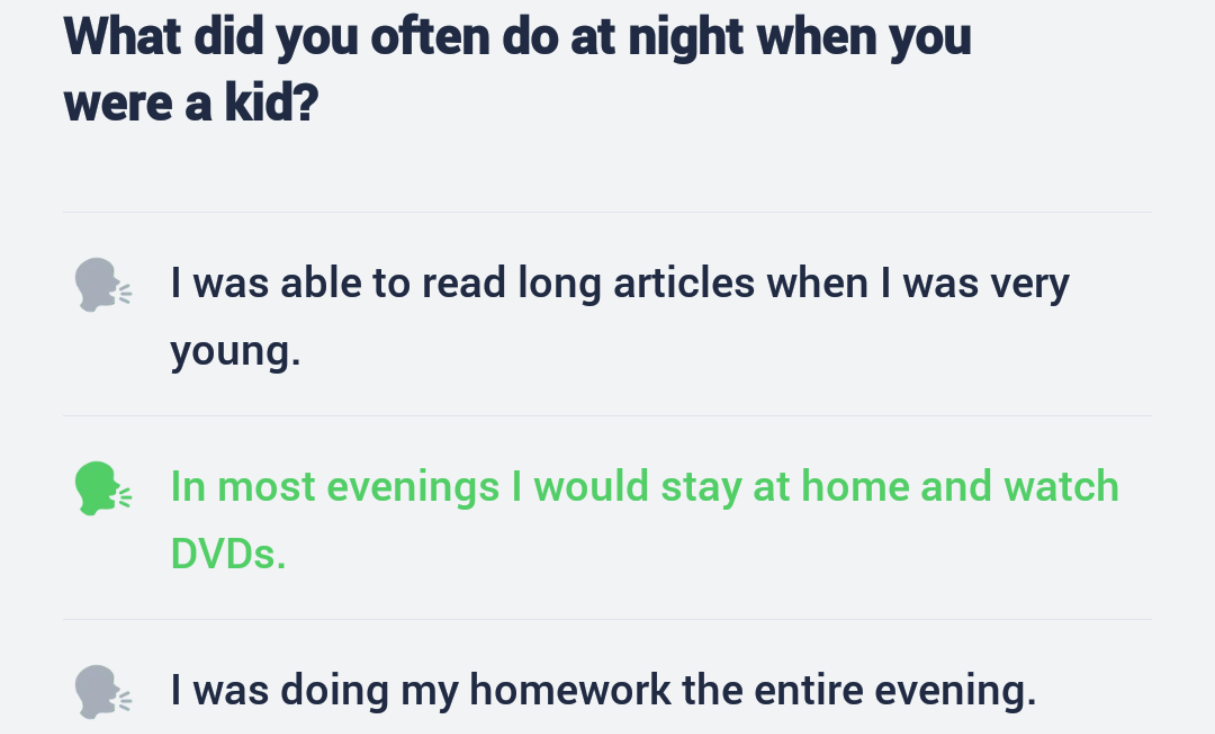 What did you often do at night when you
were a kid?
I was able to read long articles when I was very
young.
In most evenings I would stay at home and watch
DVDs.
I was doing my homework the entire evening.